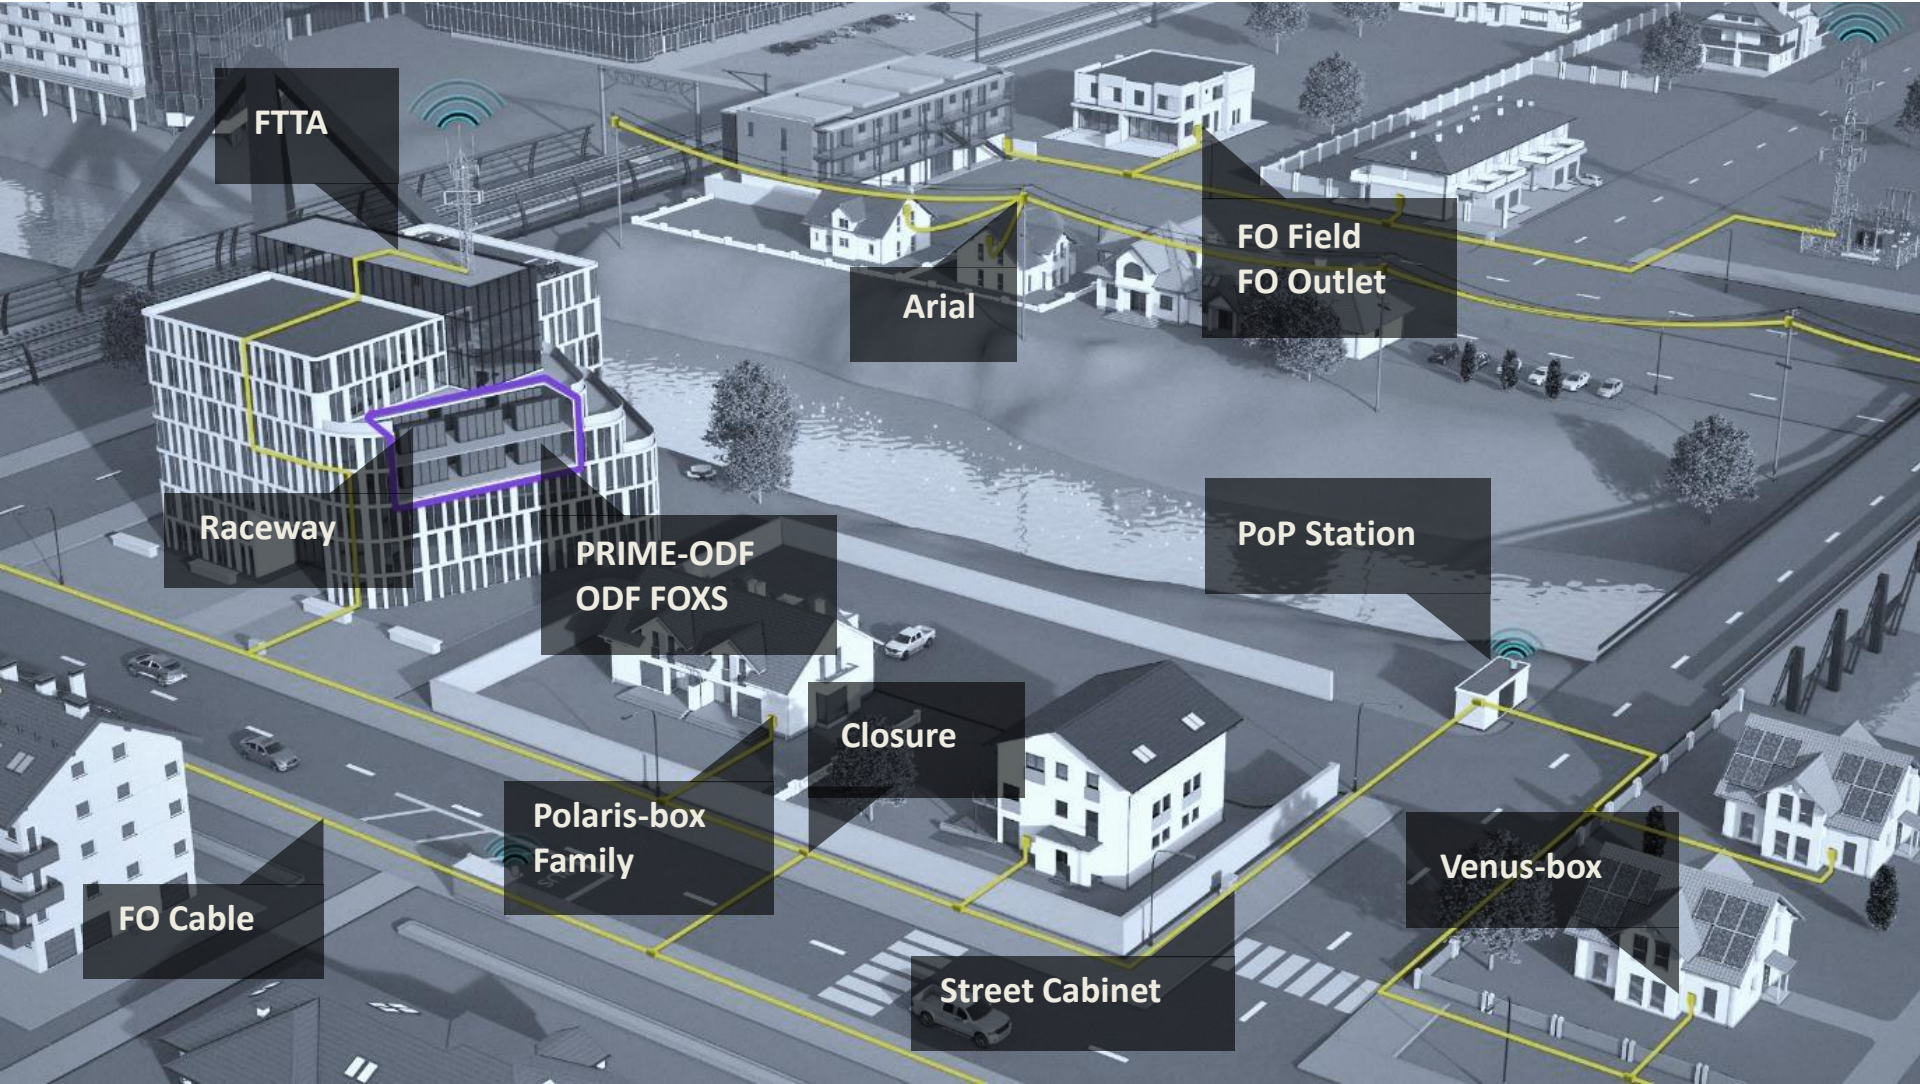 FTTA
FO Field
FO Outlet
Arial
Raceway
PRIME-ODF
ODF FOXS
PoP Station
Closure
Polaris-box
Family
Venus-box
FO Cable
Street Cabinet